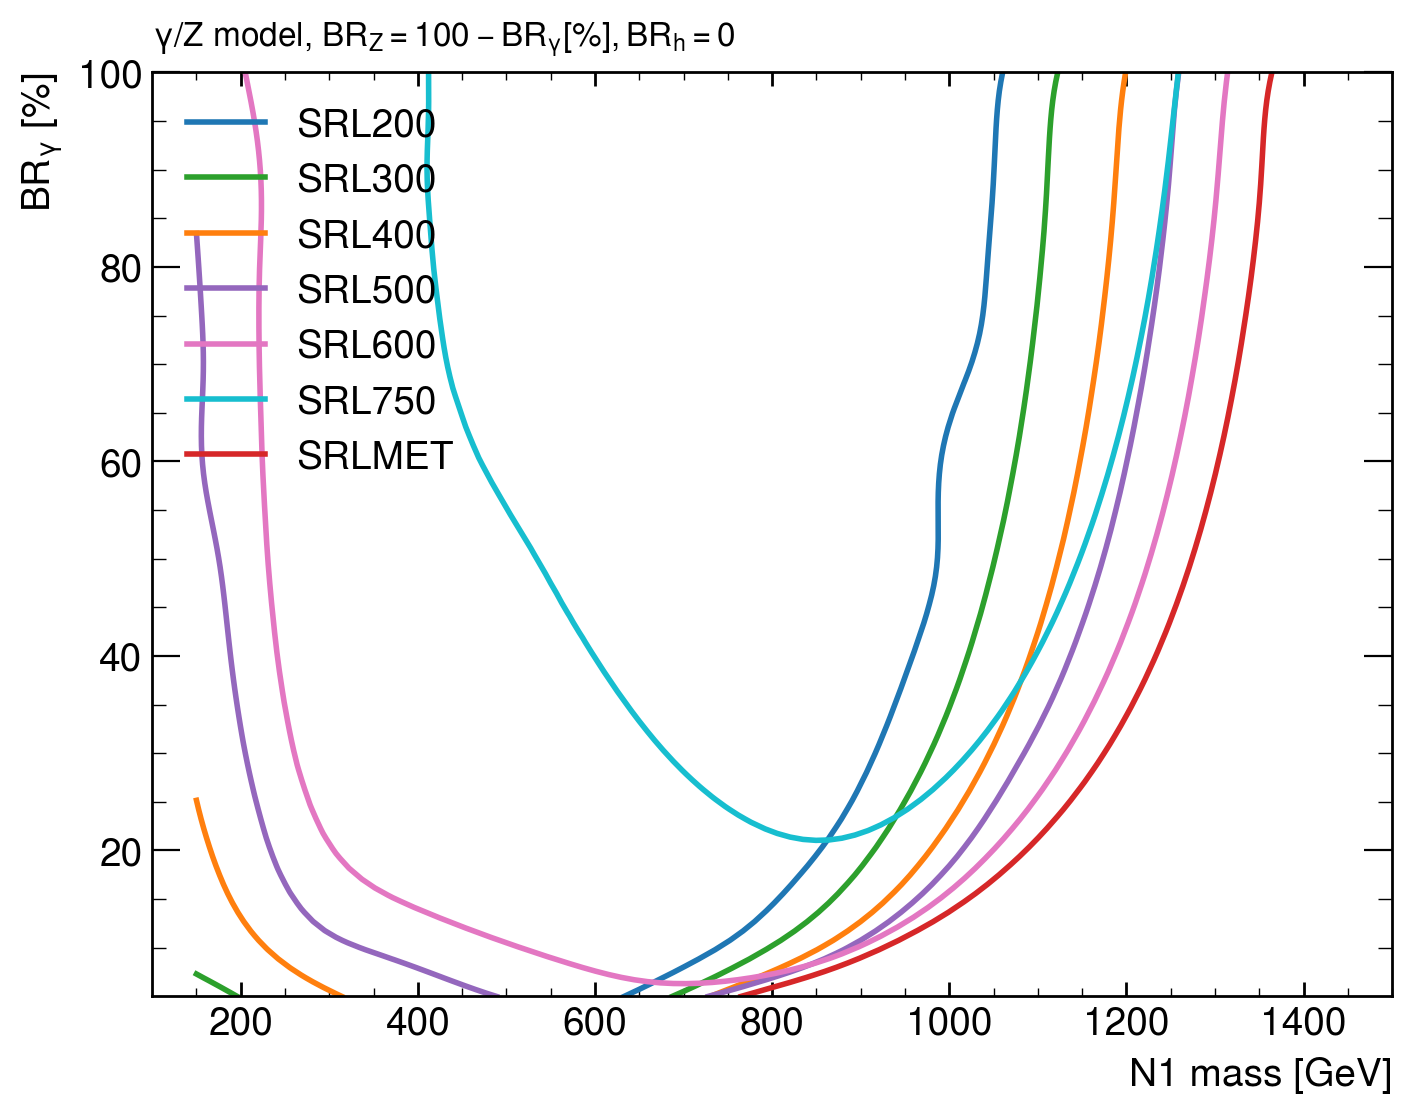 γ/Z model, BR_Z = 100 − BR_γ[%], BR_h = 0
BR_γ [%]
100
80
60
40
20
SRL200
SRL300
SRL400
SRL500
SRL600
SRL750
SRLMET
200 400 600 800 1000 1200 1400
N1 mass [GeV]